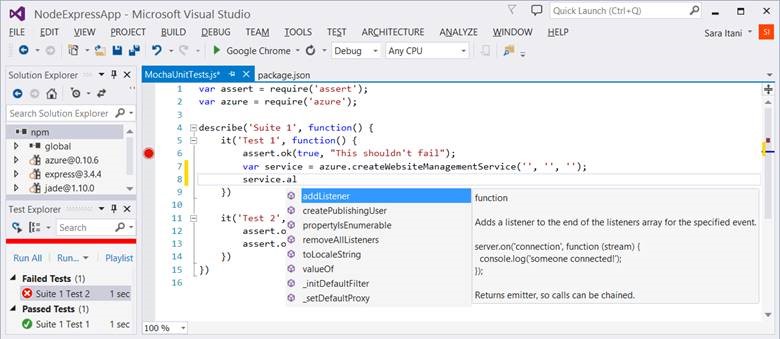 NodeExpressApp - Microsoft Visual Studio
Quick Launch (Ctrl+Q)
FILE EDIT VIEW PROJECT BUILD DEBUG TEAM SQL TOOLS TEST ARCHITECTURE ANALYZE WINDOW HELP
Sara Itani SI
Google Chrome Debug Any CPU
Solution Explorer
Search Solution Explorer
npm
global
azure@0.10.6
express@3.4.4
jade@1.10.0
Test Explorer
Search
Run All Run... Playlist
Failed Tests (1)
Suite 1 Test 2 1 sec
Passed Tests (1)
Suite 1 Test 1 1 sec
MochaUnitTests.js* package.json
1 var assert = require('assert');
2 var azure = require('azure');
3
4 describe('Suite 1', function() {
5 it('Test 1', function() {
6 assert.ok(true, "This shouldn't fail");
7 var service = azure.createWebsiteManagementService('', '', '');
8 service.al
9 })
10
11 it('Test 2',
12 assert.o
13 assert.o
14 })
15 })
16
addListener
createPublishingUser
propertyIsEnumerable
removeAllListeners
toLocaleString
valueOf
_initDefaultFilter
_setDefaultProxy
function
Adds a listener to the end of the listeners array for the specified event.
server.on('connection', function (stream) {
console.log('someone connected!');
});
Returns emitter, so calls can be chained.
100 %